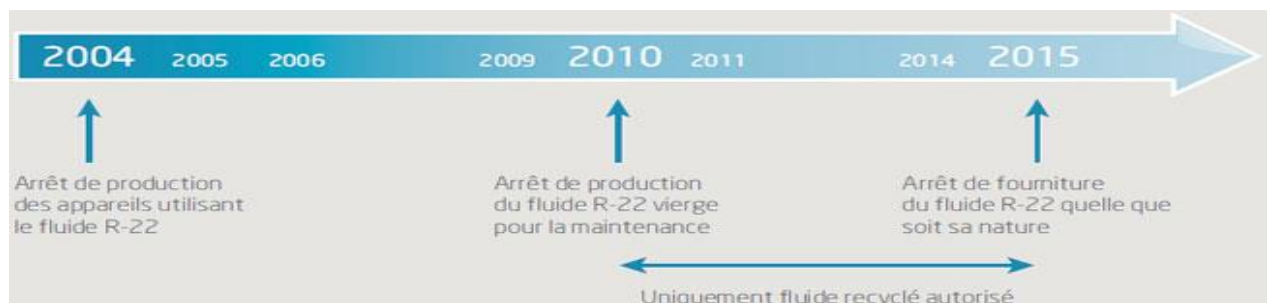 2004 2005 2006 2009 2010 2011 2014 2015
Arrêt de production
des appareils utilisant
le fluide R-22
Arrêt de production
du fluide R-22 vierge
pour la maintenance
Arrêt de fourniture
du fluide R-22 quelle que
soit sa nature
Uniquement fluide recyclé autorisé